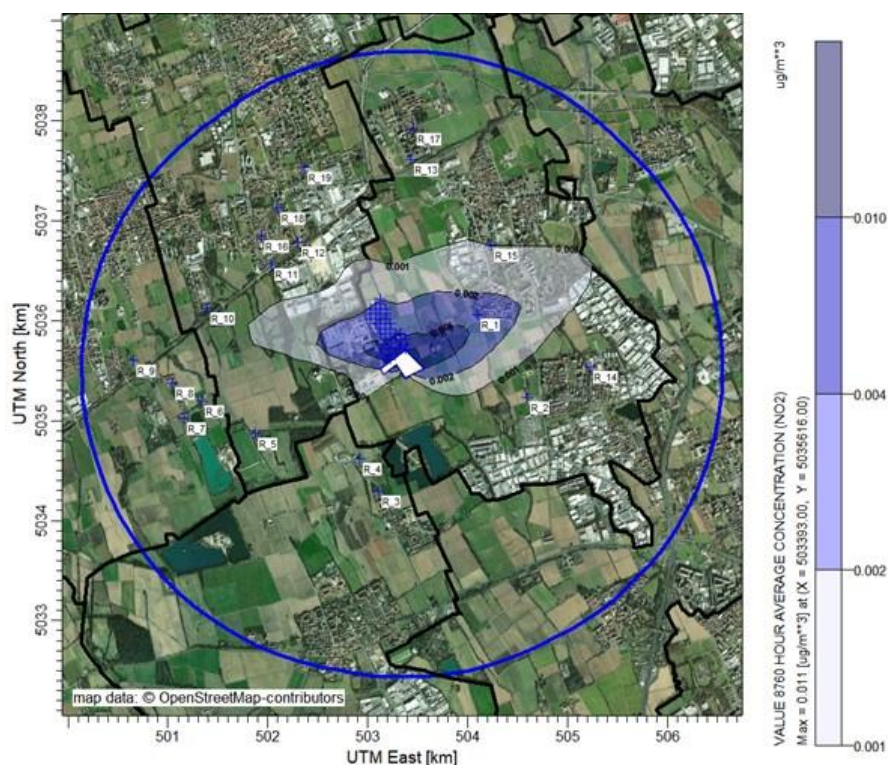 5038
5037
5036
5035
5034
5033
UTM North [km]
R_17
R_13
R_19
R_18
R_16
R_12
R_11
R_15
R_10
R_1
R_9
R_8
R_6
R_7
R_5
R_2
R_14
R_4
R_3
0.001
0.002
0.002
0.001
map data: © OpenStreetMap-contributors
501
502
503
504
505
506
UTM East [km]
ug/m**3
VALUE 8760 HOUR AVERAGE CONCENTRATION (NO2)
Max = 0.011 [ug/m**3] at (X = 503393.00, Y = 5035616.00)
0.010
0.004
0.002
0.001